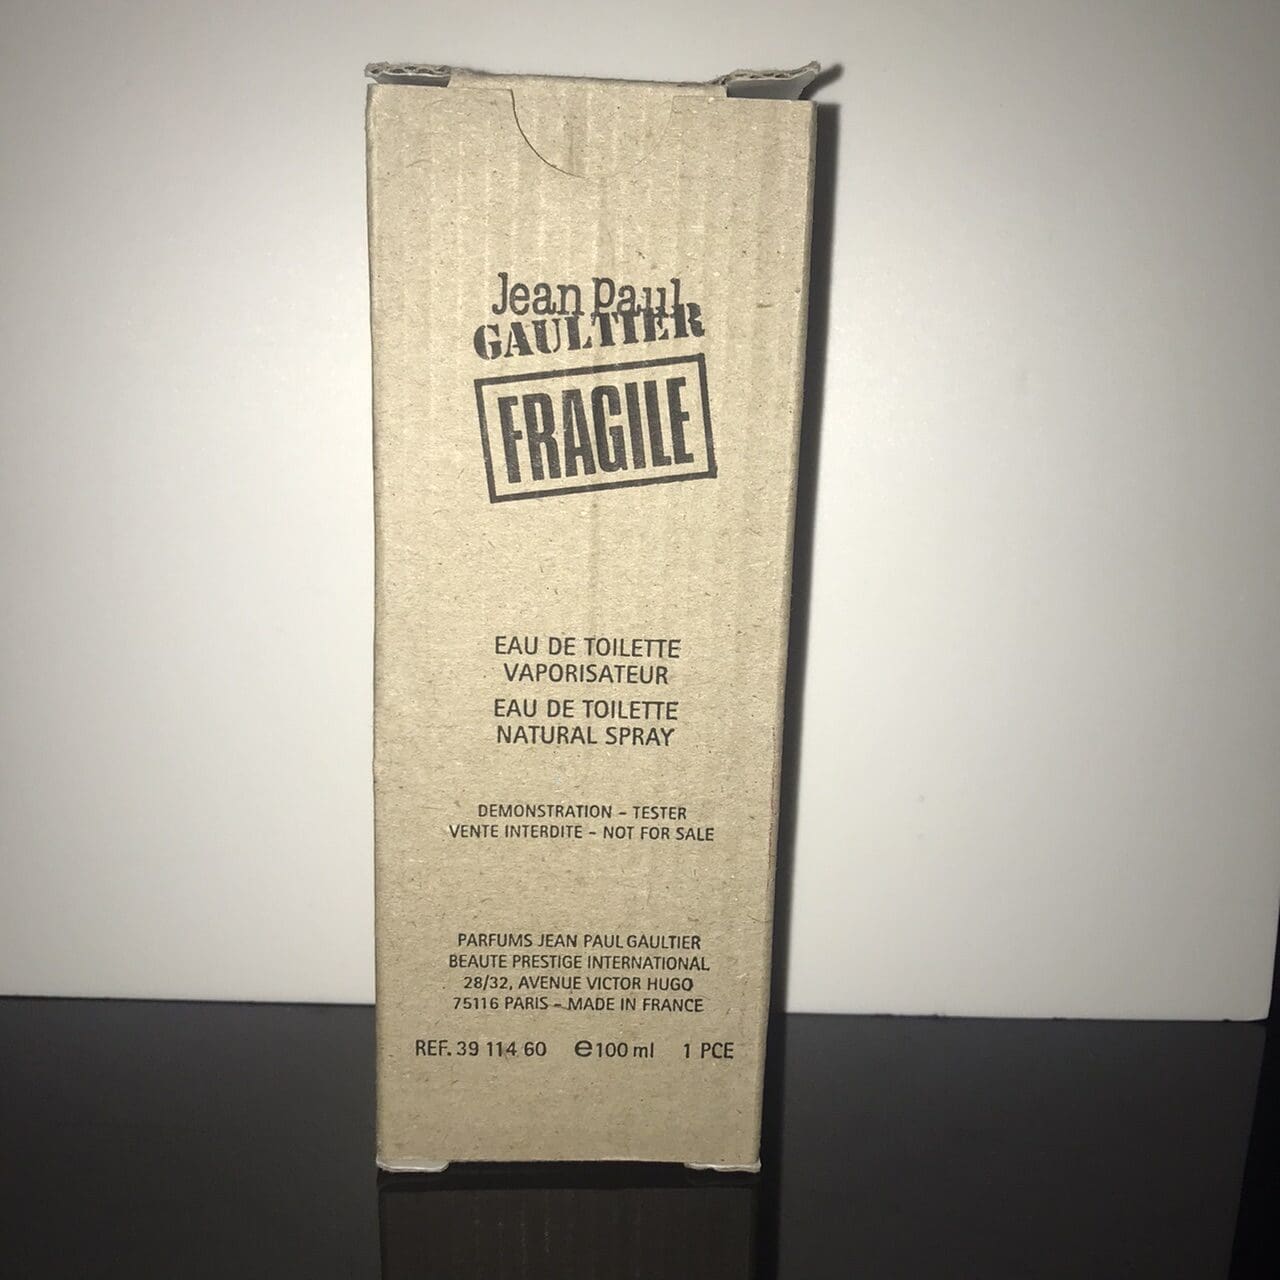 Jean Paul
GAULTIER
FRAGILE
EAU DE TOILETTE
VAPORISATEUR
EAU DE TOILETTE
NATURAL SPRAY
DEMONSTRATION - TESTER
VENTE INTERDITE - NOT FOR SALE
PARFUMS JEAN PAUL GAULTIER
BEAUTE PRESTIGE INTERNATIONAL
28/32, AVENUE VICTOR HUGO
75116 PARIS - MADE IN FRANCE
REF. 39 114 60 e 100 ml 1 PCE